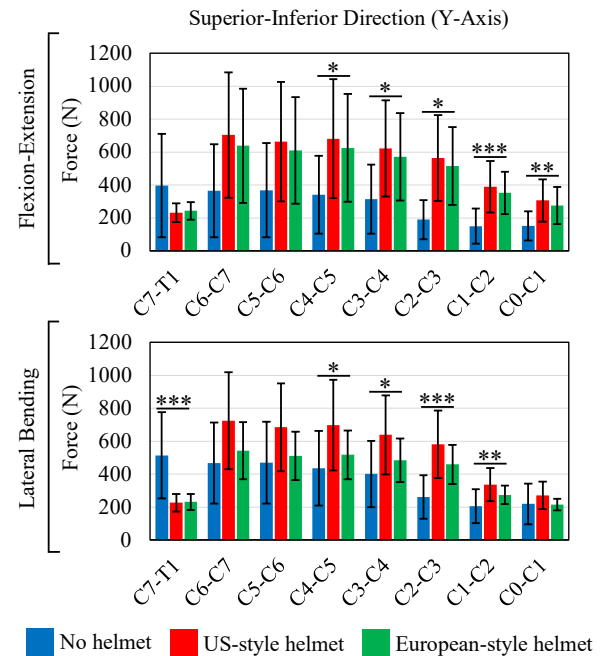 Superior-Inferior Direction (Y-Axis)
Flexion-Extension
Force (N)
1200
1000
800
600
400
200
0
* * * *** **
C7-T1 C6-C7 C5-C6 C4-C5 C3-C4 C2-C3 C1-C2 C0-C1
Lateral Bending
Force (N)
1200
1000
800
600
400
200
0
*** * * *** **
C7-T1 C6-C7 C5-C6 C4-C5 C3-C4 C2-C3 C1-C2 C0-C1
No helmet US-style helmet European-style helmet